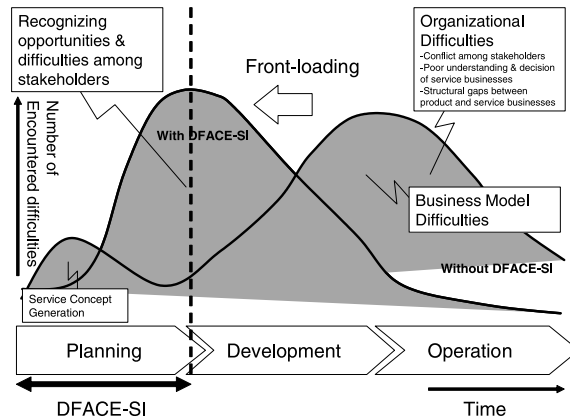 Recognizing
opportunities &
difficulties among
stakeholders
Organizational
Difficulties
-Conflict among stakeholders
-Poor understanding & decision
of service businesses
-Structural gaps between
product and service businesses
Front-loading
Number of
Encountered difficulties
With DFACE-SI
Business Model
Difficulties
Without DFACE-SI
Service Concept
Generation
Planning
Development
Operation
DFACE-SI
Time